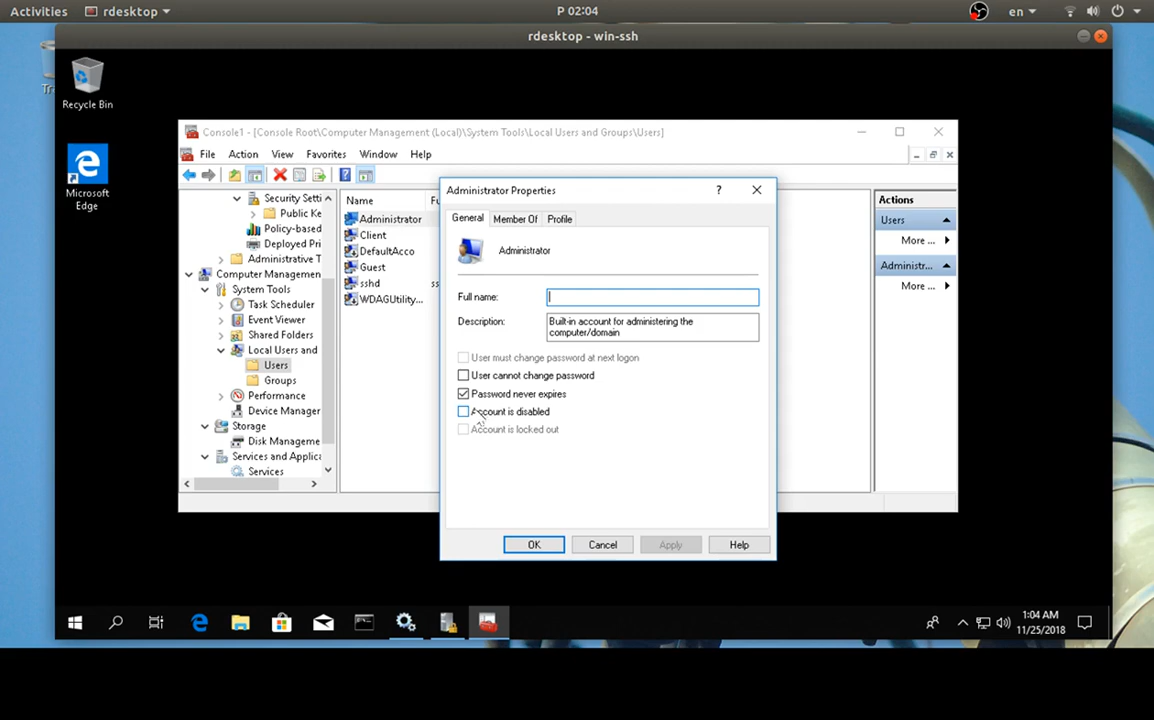 Activities
rdesktop
P 02:04
en
rdesktop - win-ssh
Recycle Bin
Microsoft
Edge
Console1 - [Console Root\Computer Management (Local)\System Tools\Local Users and Groups\Users]
File
Action
View
Favorites
Window
Help
Security Setti
Public Ke
Policy-based
Deployed Pri
Administrative T
Computer Managemen
System Tools
Task Scheduler
Event Viewer
Shared Folders
Local Users and
Users
Groups
Performance
Device Manager
Storage
Disk Manageme
Services and Applica
Services
Name
Fu
Administrator
Client
DefaultAcco
Guest
sshd
ss
WDAGUtility...
Administrator Properties
General
Member Of
Profile
Administrator
Full name:
Description:
Built-in account for administering the
computer/domain
User must change password at next logon
User cannot change password
Password never expires
Account is disabled
Account is locked out
OK
Cancel
Apply
Help
Actions
Users
More ...
Administr...
More ...
1:04 AM
11/25/2018